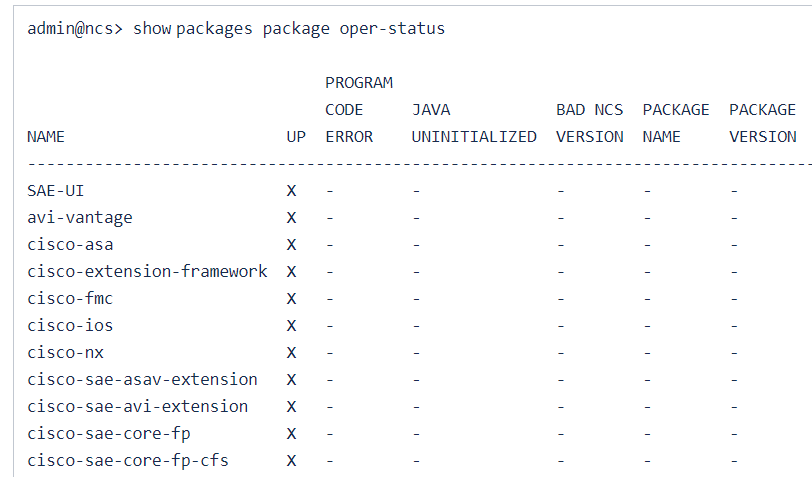 admin@ncs> show packages package oper-status
PROGRAM
CODE JAVA BAD NCS PACKAGE PACKAGE
NAME UP ERROR UNINITIALIZED VERSION NAME VERSION
--------------------------------------------------------------------------------
SAE-UI X - - - - -
avi-vantage X - - - - -
cisco-asa X - - - - -
cisco-extension-framework X - - - - -
cisco-fmc X - - - - -
cisco-ios X - - - - -
cisco-nx X - - - - -
cisco-sae-asav-extension X - - - - -
cisco-sae-avi-extension X - - - - -
cisco-sae-core-fp X - - - - -
cisco-sae-core-fp-cfs X - - - - -